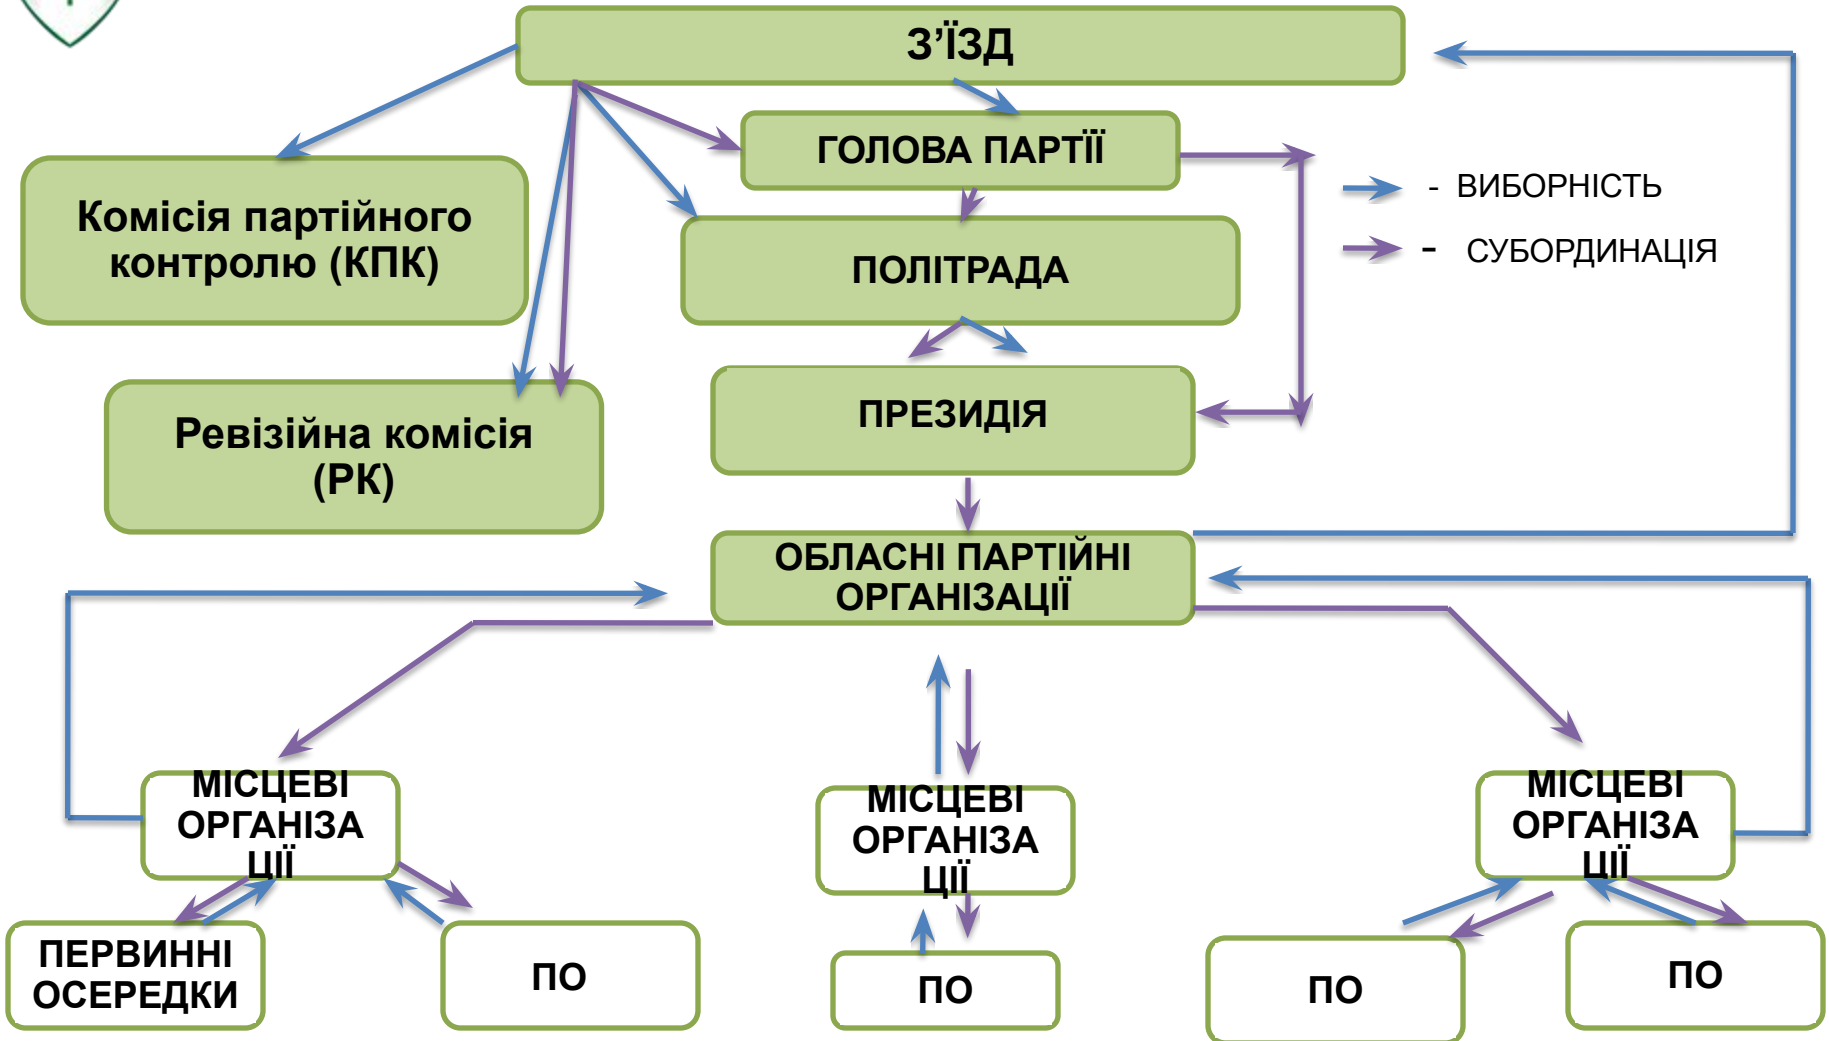 З’ЇЗД
ГОЛОВА ПАРТІЇ
- ВИБОРНІСТЬ
Комісія партійного
контролю (КПК)
- СУБОРДИНАЦІЯ
ПОЛІТРАДА
ПРЕЗИДІЯ
Ревізійна комісія
(РК)
ОБЛАСНІ ПАРТІЙНІ
ОРГАНІЗАЦІЇ
МІСЦЕВІ
ОРГАНІЗА
ЦІЇ
МІСЦЕВІ
ОРГАНІЗА
ЦІЇ
МІСЦЕВІ
ОРГАНІЗА
ЦІЇ
ПЕРВИННІ
ОСЕРЕДКИ
ПО
ПО
ПО
ПО